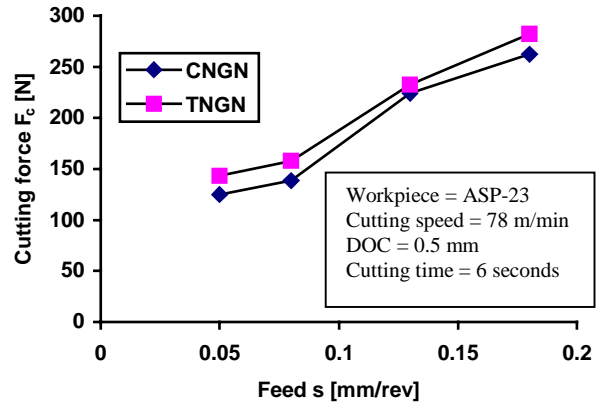 300
250
200
150
100
50
0
Cutting force Fc [N]
CNGN
TNGN
Workpiece = ASP-23
Cutting speed = 78 m/min
DOC = 0.5 mm
Cutting time = 6 seconds
0 0.05 0.1 0.15 0.2
Feed s [mm/rev]